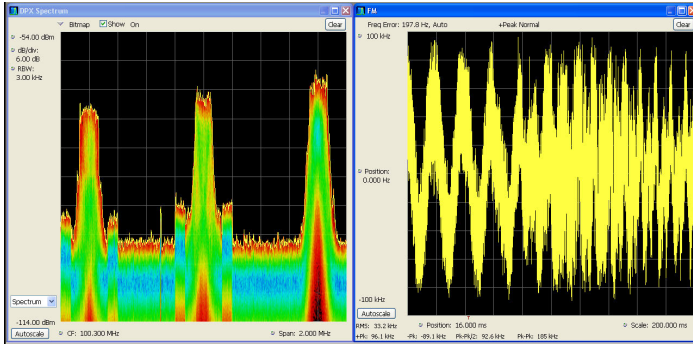 DPX Spectrum
Bitmap Show On Clear
-54.00 dBm
dB/div:
6.00 dB
RBW:
3.00 kHz
Spectrum
-114.00 dBm
Autoscale CF: 100.300 MHz Span: 2.000 MHz
FM
Freq Error: 197.8 Hz, Auto +Peak Normal Clear
100 kHz
Position:
0.000 Hz
-100 kHz
Autoscale Position: 16.000 ms Scale: 200.000 ms
RMS: 33.2 kHz
+Pk: 96.1 kHz -Pk: -89.1 kHz Pk-Pk/2: 92.6 kHz Pk-Pk: 185 kHz